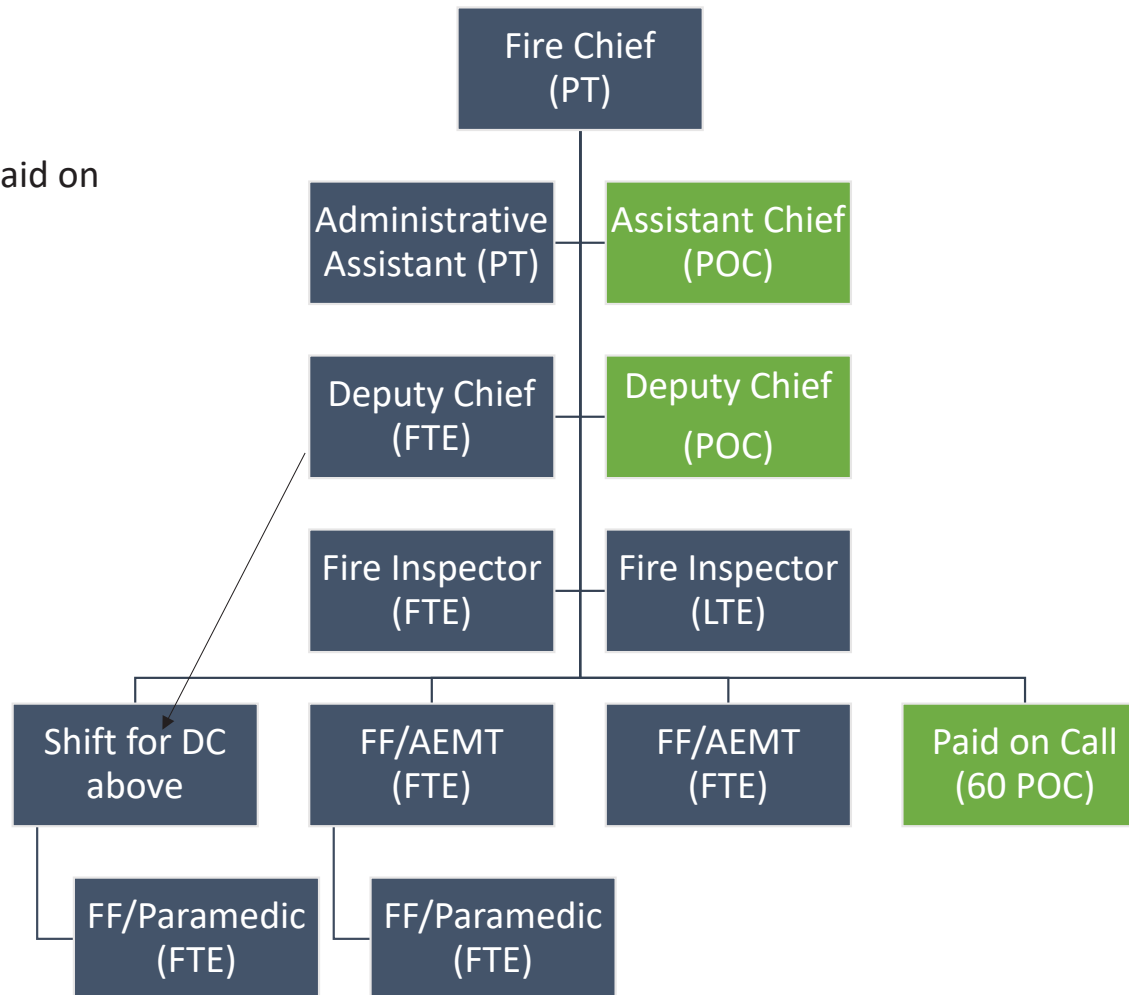 Fire Chief
(PT)
aid on
Administrative
Assistant (PT)
Assistant Chief
(POC)
Deputy Chief
(FTE)
Deputy Chief
(POC)
Fire Inspector
(FTE)
Fire Inspector
(LTE)
Shift for DC
above
FF/AEMT
(FTE)
FF/AEMT
(FTE)
Paid on Call
(60 POC)
FF/Paramedic
(FTE)
FF/Paramedic
(FTE)